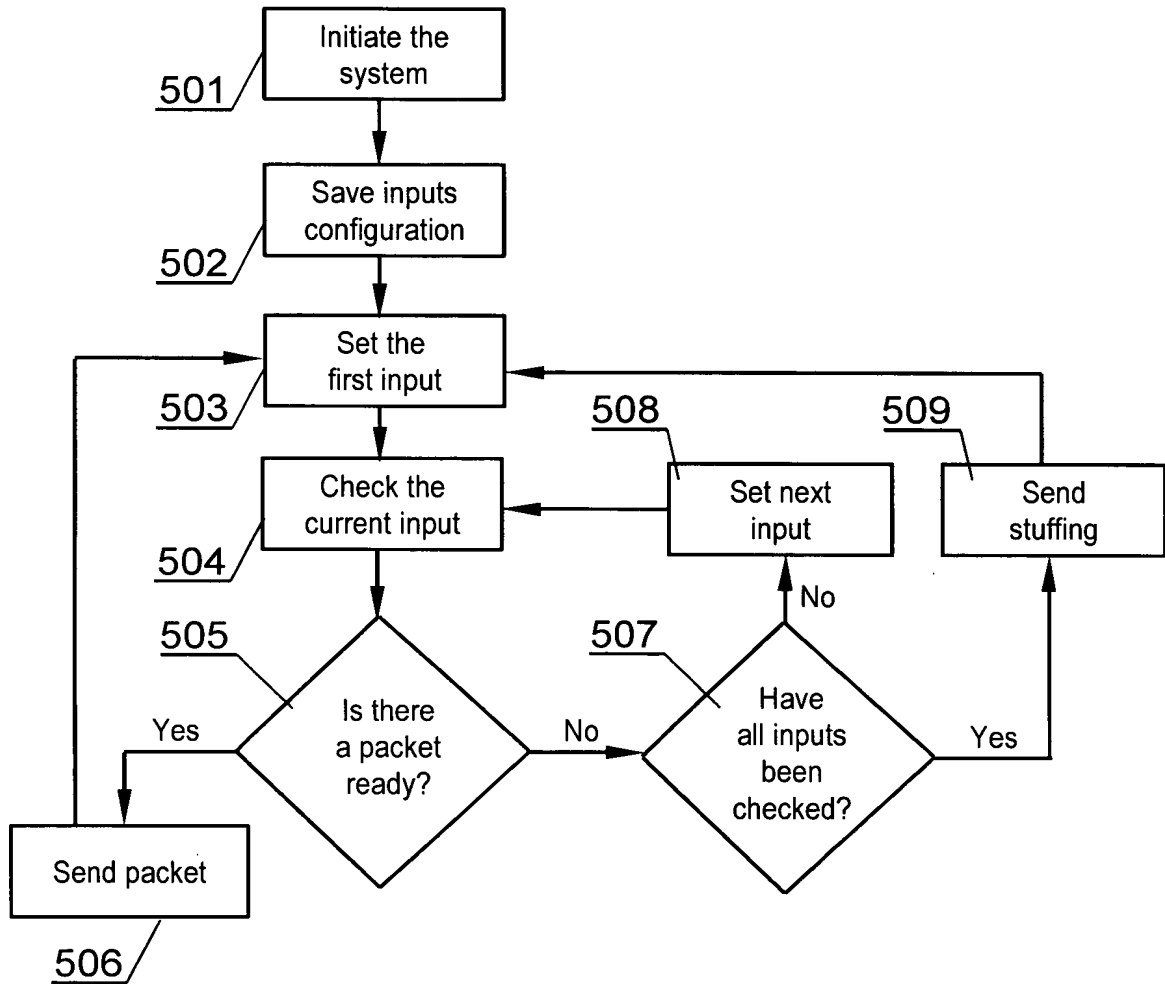 Initiate the
system
501
Save inputs
configuration
502
Set the
first input
503
508
509
Check the
current input
504
Set next
input
Send
stuffing
No
505
507
Is there
a packet
ready?
Yes
No
Have
all inputs
been
checked?
Yes
Send packet
506